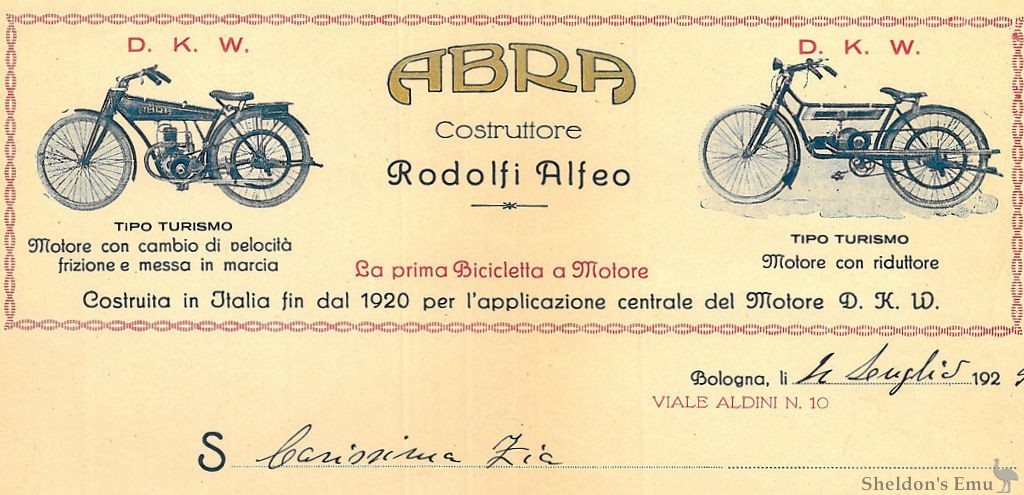 D. K. W.
ABRA
D. K. W.
ABRA
Costruttore
Rodolfi Alfeo
TIPO TURISMO
Motore con cambio di velocità
frizione e messa in marcia
TIPO TURISMO
Motore con riduttore
La prima Bicicletta a Motore
Costruita in Italia fin dal 1920 per l'applicazione centrale del Motore D. K. W.
Bologna, li 4 Luglio 192
VIALE ALDINI N. 10
S Carissima Zia
Sheldon's Emu